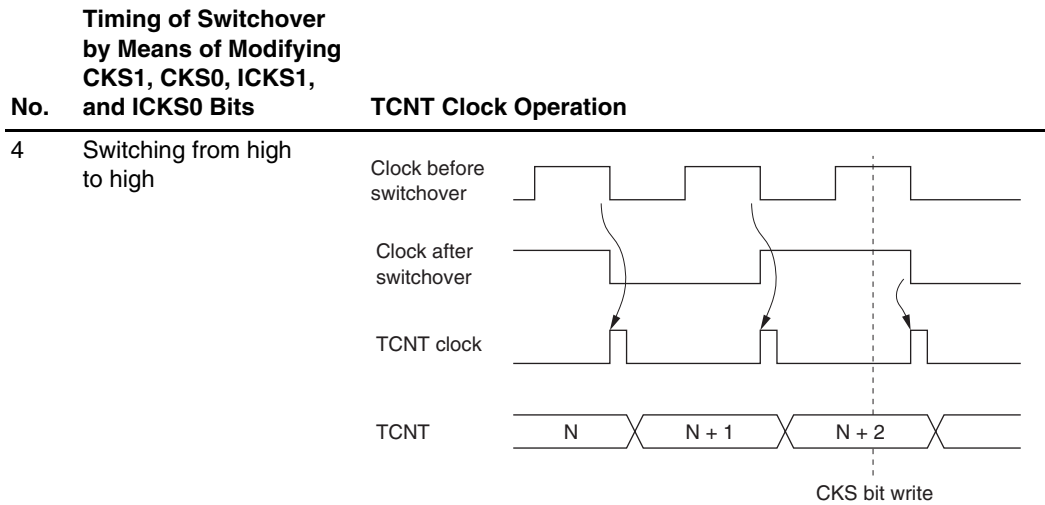 Timing of Switchover
by Means of Modifying
CKS1, CKS0, ICKS1,
No. and ICKS0 Bits TCNT Clock Operation
4 Switching from high
to high
Clock before
switchover
Clock after
switchover
TCNT clock
TCNT N N + 1 N + 2
CKS bit write